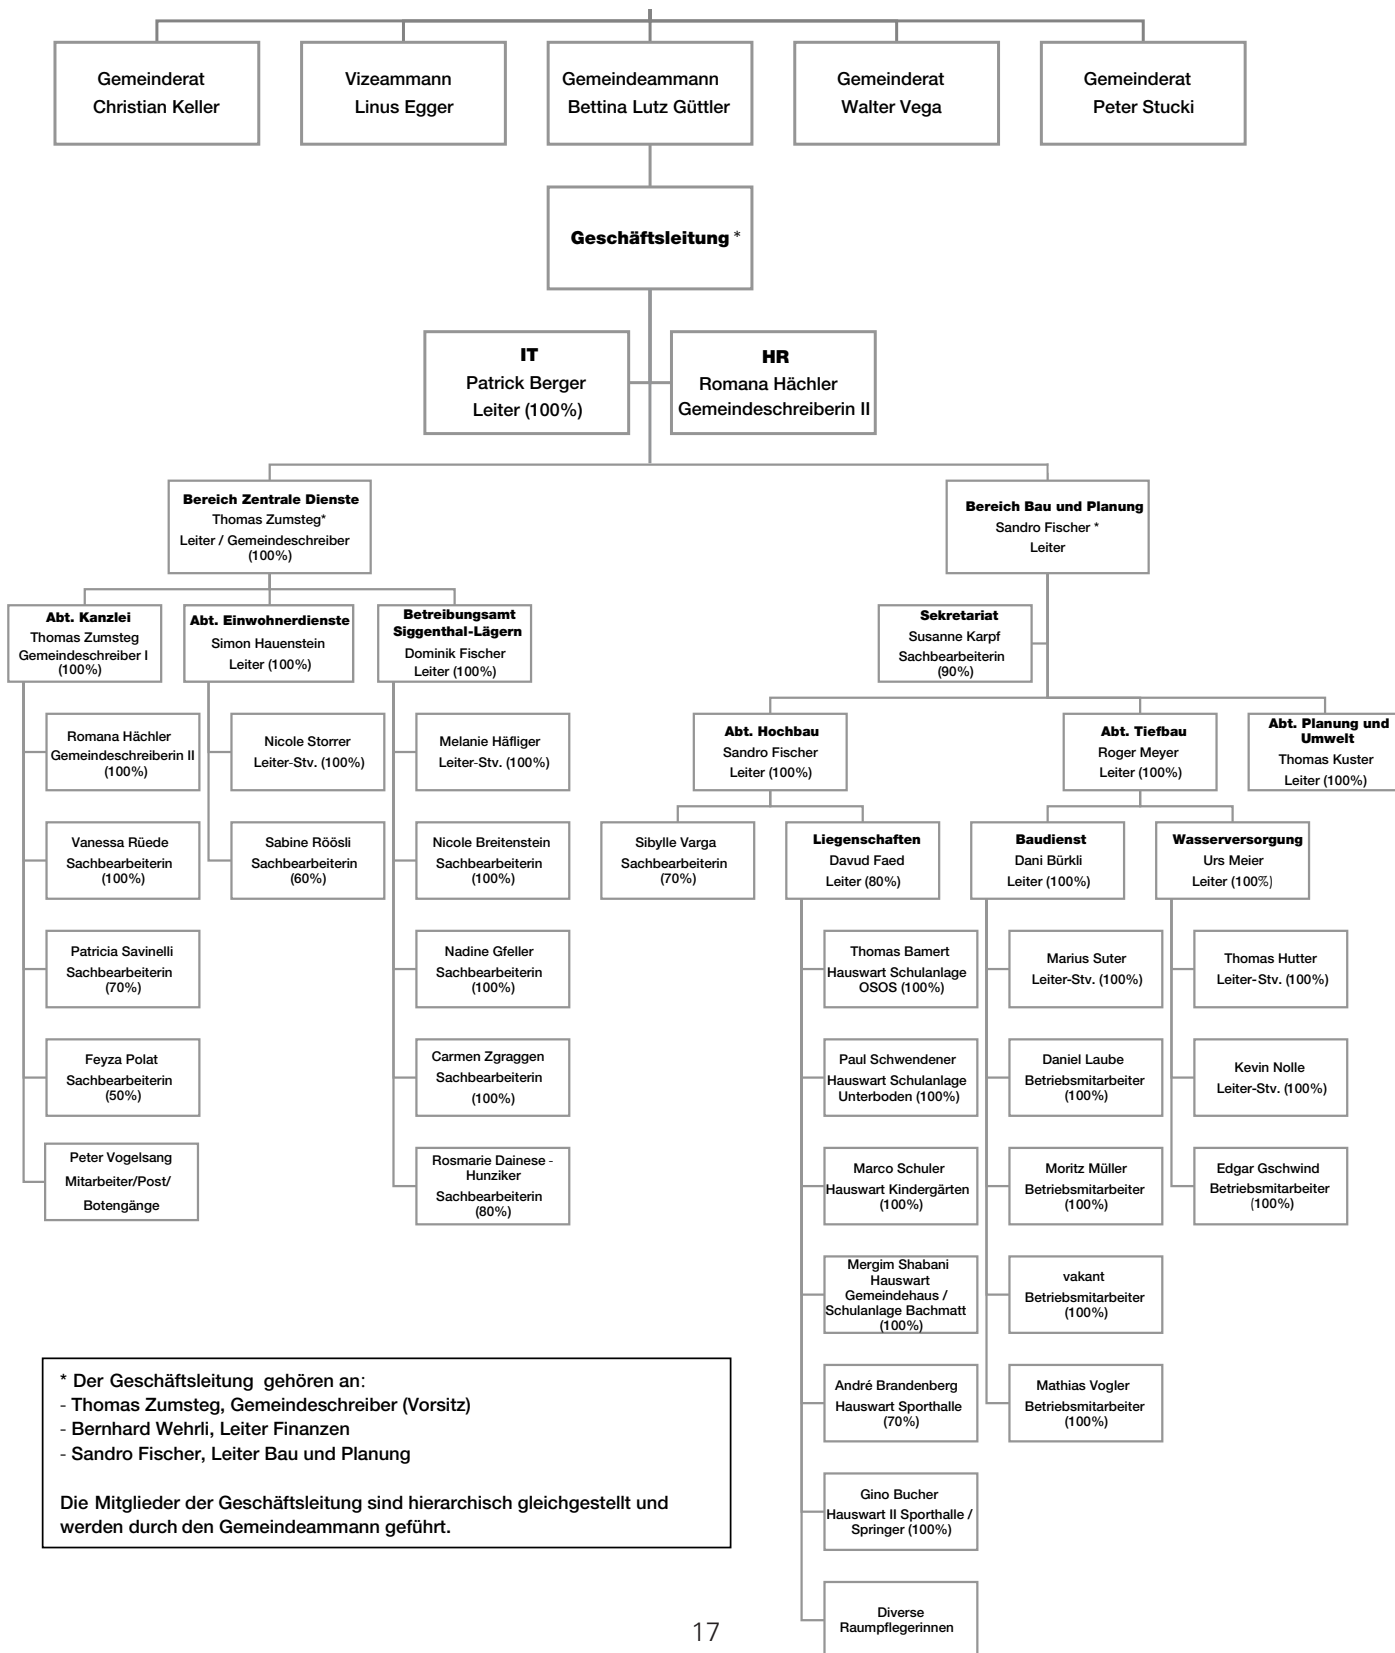 Gemeinderat
Christian Keller
Vizeammann
Linus Egger
Gemeindeammann
Bettina Lutz Güttler
Gemeinderat
Walter Vega
Gemeinderat
Peter Stucki
Geschäftsleitung *
IT
Patrick Berger
Leiter (100%)
HR
Romana Hächler
Gemeindeschreiberin II
Bereich Zentrale Dienste
Thomas Zumsteg*
Leiter / Gemeindeschreiber
(100%)
Bereich Bau und Planung
Sandro Fischer *
Leiter
Abt. Kanzlei
Thomas Zumsteg
Gemeindeschreiber I
(100%)
Abt. Einwohnerdienste
Simon Hauenstein
Leiter (100%)
Betreibungsamt
Siggenthal-Lägern
Dominik Fischer
Leiter (100%)
Sekretariat
Susanne Karpf
Sachbearbeiterin
(90%)
Romana Hächler
Gemeindeschreiberin II
(100%)
Nicole Storrer
Leiter-Stv. (100%)
Melanie Häfliger
Leiter-Stv. (100%)
Abt. Hochbau
Sandro Fischer
Leiter (100%)
Abt. Tiefbau
Roger Meyer
Leiter (100%)
Abt. Planung und
Umwelt
Thomas Kuster
Leiter (100%)
Vanessa Rüede
Sachbearbeiterin
(100%)
Sabine Röösli
Sachbearbeiterin
(60%)
Nicole Breitenstein
Sachbearbeiterin
(100%)
Sibylle Varga
Sachbearbeiterin
(70%)
Liegenschaften
Davud Faed
Leiter (80%)
Baudienst
Dani Bürkli
Leiter (100%)
Wasserversorgung
Urs Meier
Leiter (100%)
Patricia Savinelli
Sachbearbeiterin
(70%)
Nadine Gfeller
Sachbearbeiterin
(100%)
Thomas Bamert
Hauswart Schulanlage
OSOS (100%)
Marius Suter
Leiter-Stv. (100%)
Thomas Hutter
Leiter-Stv. (100%)
Feyza Polat
Sachbearbeiterin
(50%)
Carmen Zgraggen
Sachbearbeiterin
(100%)
Paul Schwendener
Hauswart Schulanlage
Unterboden (100%)
Daniel Laube
Betriebsmitarbeiter
(100%)
Kevin Nolle
Leiter-Stv. (100%)
Peter Vogelsang
Mitarbeiter/Post/
Botengänge
Rosmarie Dainese -
Hunziker
Sachbearbeiterin
(80%)
Marco Schuler
Hauswart Kindergärten
(100%)
Moritz Müller
Betriebsmitarbeiter
(100%)
Edgar Gschwind
Betriebsmitarbeiter
(100%)
Mergim Shabani
Hauswart
Gemeindehaus /
Schulanlage Bachmatt
(100%)
vakant
Betriebsmitarbeiter
(100%)
André Brandenberg
Hauswart Sporthalle
(70%)
Mathias Vogler
Betriebsmitarbeiter
(100%)
* Der Geschäftsleitung gehören an:
- Thomas Zumsteg, Gemeindeschreiber (Vorsitz)
- Bernhard Wehrli, Leiter Finanzen
- Sandro Fischer, Leiter Bau und Planung
Die Mitglieder der Geschäftsleitung sind hierarchisch gleichgestellt und
werden durch den Gemeindeammann geführt.
Gino Bucher
Hauswart II Sporthalle /
Springer (100%)
Diverse
Raumpflegerinnen
17